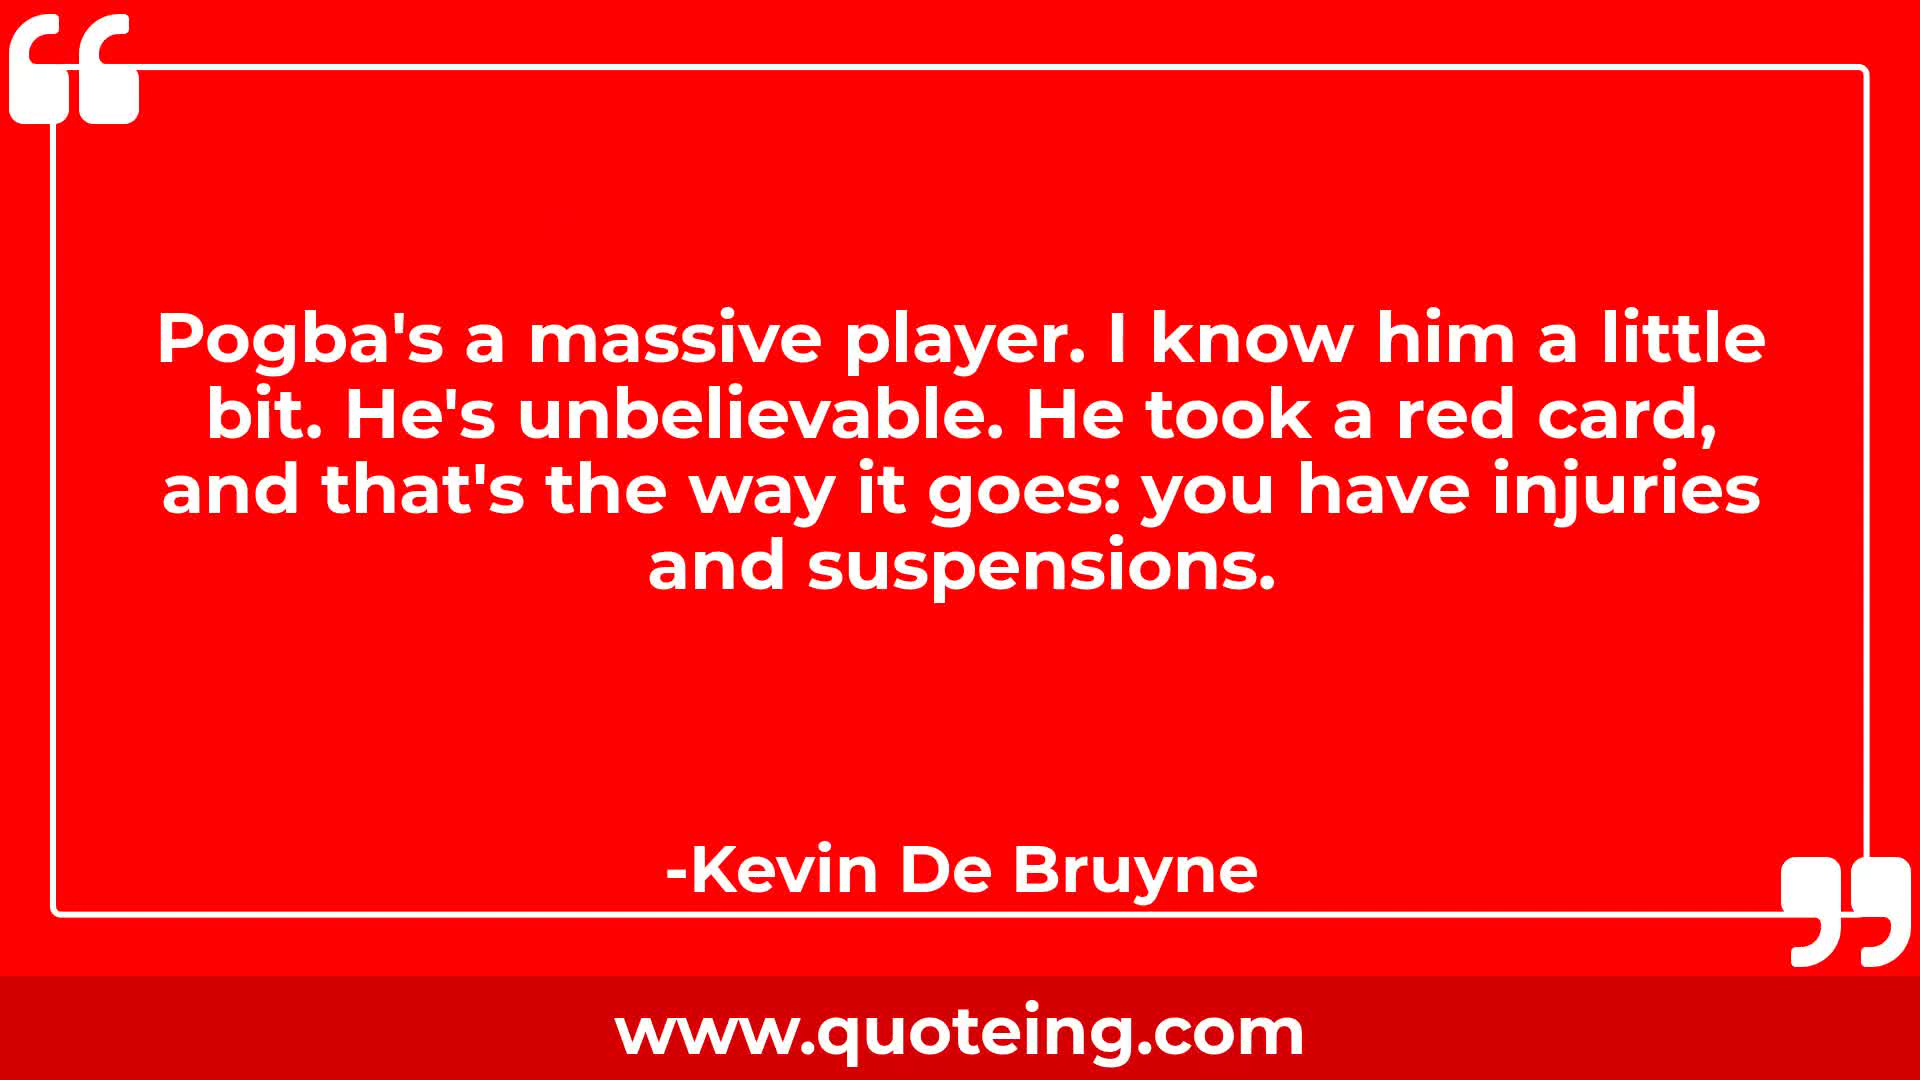 Pogba's a massive player. I know him a little
bit. He's unbelievable. He took a red card,
and that's the way it goes: you have injuries
and suspensions.
-Kevin De Bruyne
www.quoteing.com